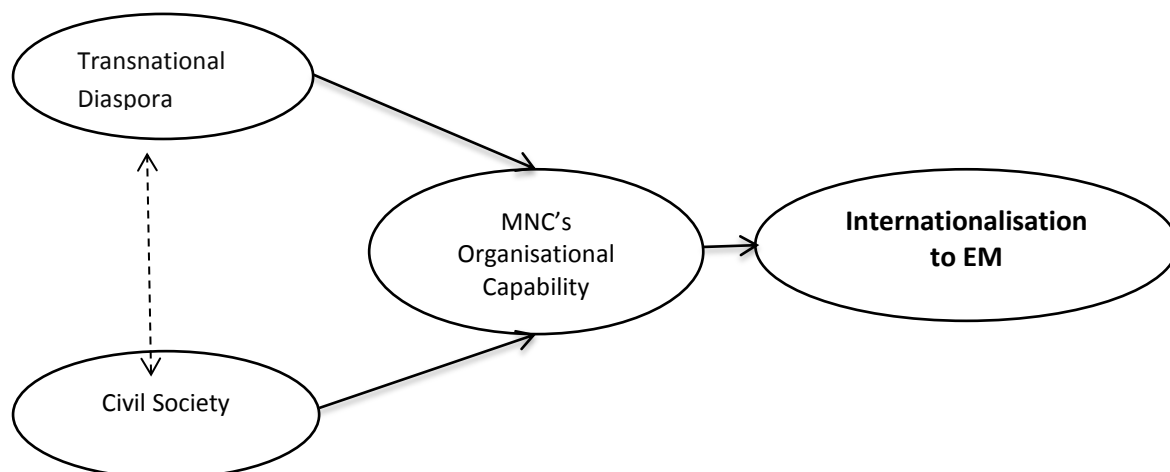 Transnational
Diaspora
MNC’s
Organisational
Capability
Internationalisation
to EM
Civil Society